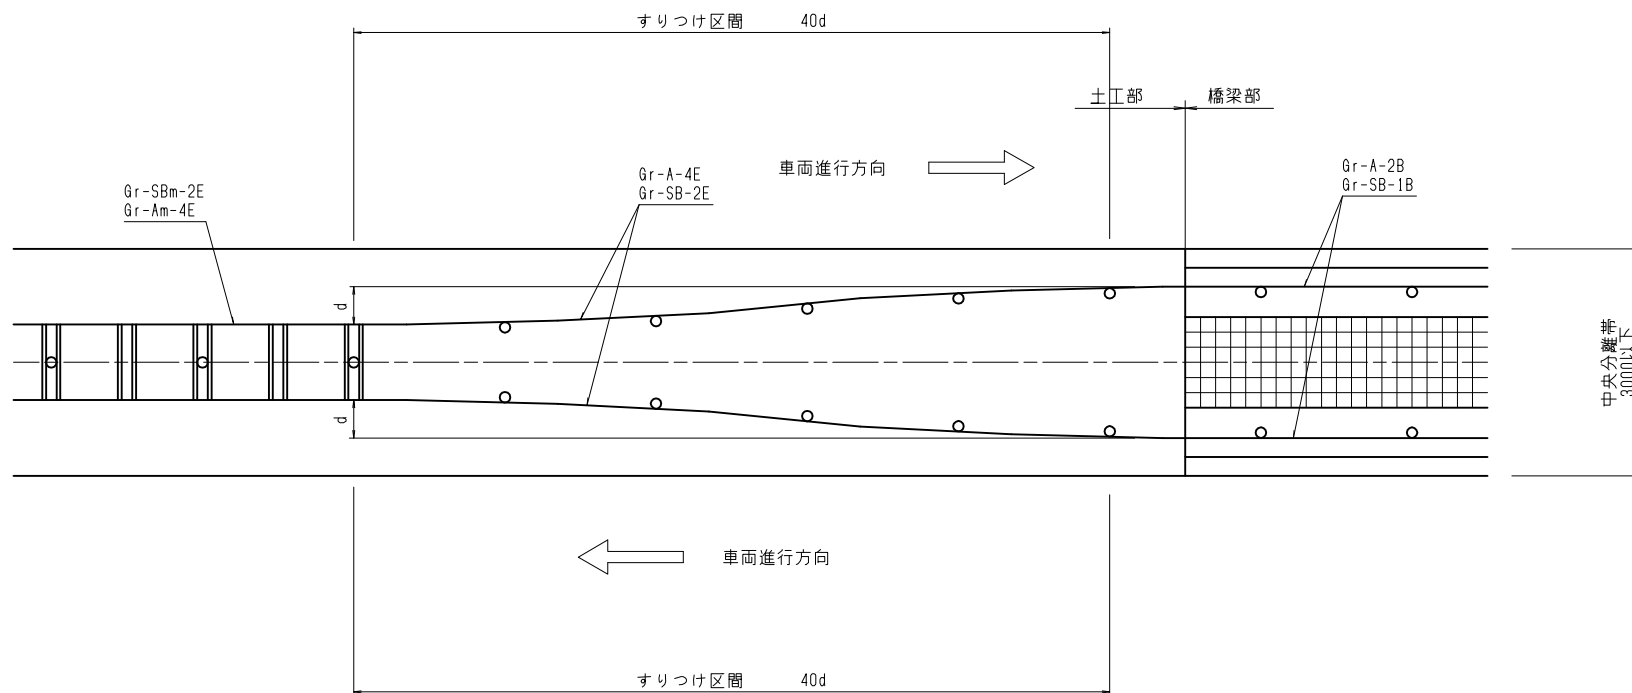 すりつけ区間 40d
土工部 橋梁部
車両進行方向
Gr-SBm-2E
Gr-Am-4E
Gr-A-4E
Gr-SB-2E
Gr-A-2B
Gr-SB-1B
d
d
中央分離帯
3000以下
車両進行方向
すりつけ区間 40d